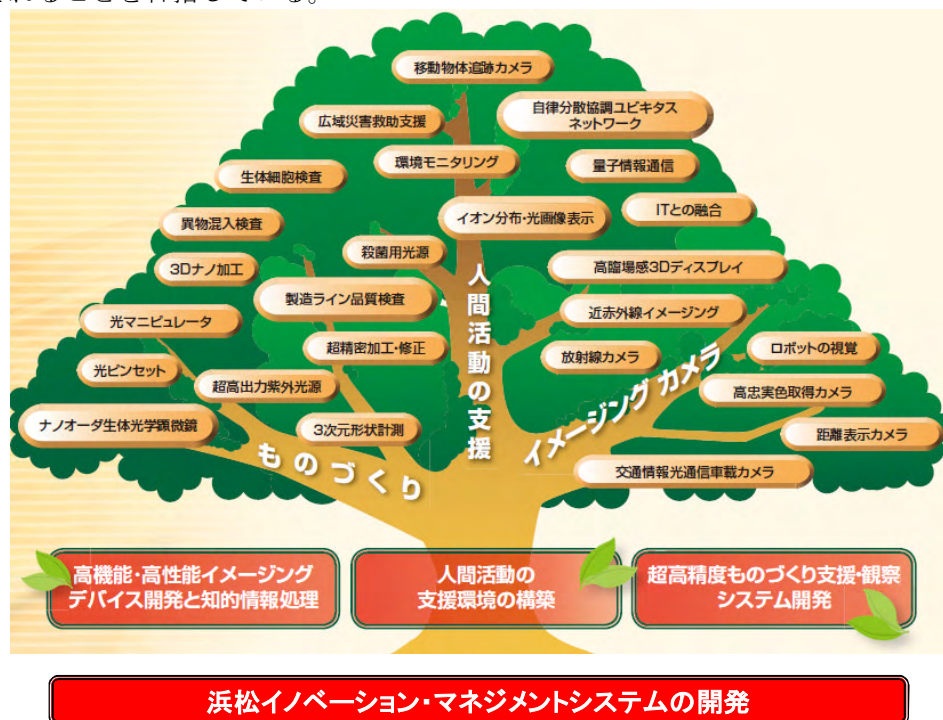 ることを目指している。
移動物体追跡カメラ
広域災害救助支援
自律分散協調ユビキタス
ネットワーク
環境モニタリング
量子情報通信
生体細胞検査
ITとの融合
異物混入検査
イオン分布・光画像表示
殺菌用光源
3Dナノ加工
高臨場感3Dディスプレイ
製造ライン品質検査
近赤外線イメージング
光マニピュレータ
超精密加工・修正
放射線カメラ
ロボットの視覚
光ピンセット
超高出力紫外光源
高忠実色取得カメラ
ナノオーダ生体光学顕微鏡
3次元形状計測
距離表示カメラ
交通情報光通信車載カメラ
ものづくり
人間活動の支援
イメージング カメラ
高機能・高性能イメージング
デバイス開発と知的情報処理
人間活動の
支援環境の構築
超高精度ものづくり支援・観察
システム開発
浜松イノベーション・マネジメントシステムの開発